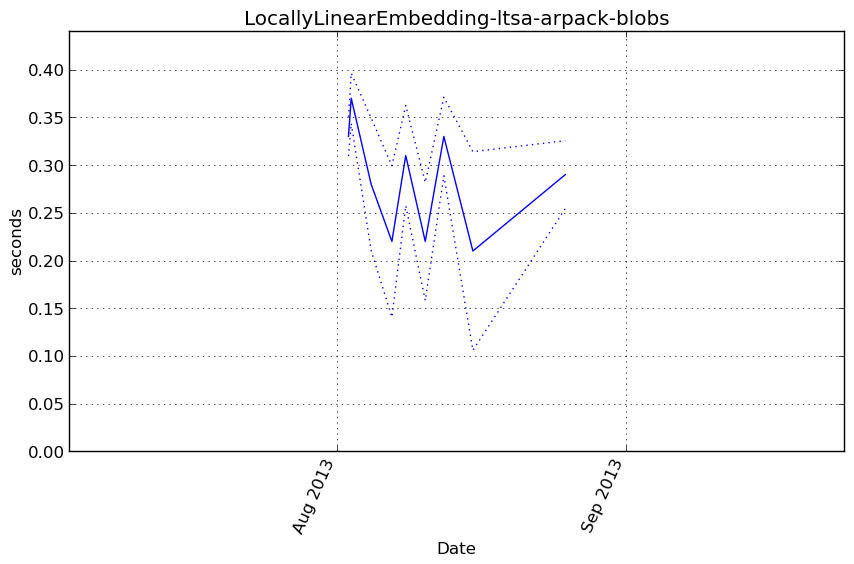 LocallyLinearEmbedding-ltsa-arpack-blobs
0.40
0.35
0.30
0.25
0.20
0.15
0.10
0.05
0.00
seconds
Aug 2013
Sep 2013
Date